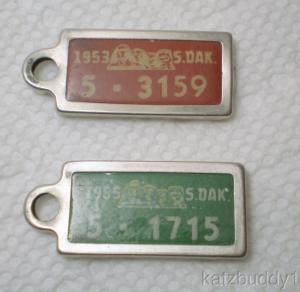 1953 S.DAK.
5 - 3159
1955 S.DAK.
5 - 1715
katzbuddy1